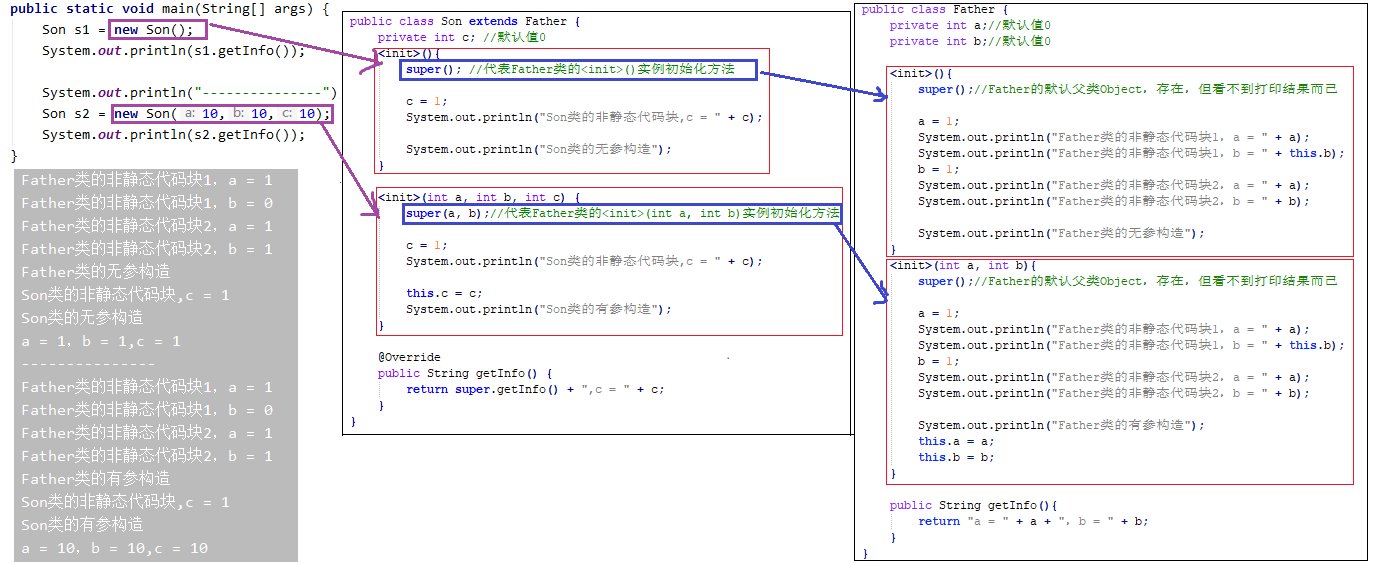 public static void main(String[] args) {
Son s1 = new Son();
System.out.println(s1.getInfo());
System.out.println("---------------")
Son s2 = new Son( a: 10, b: 10, c: 10);
System.out.println(s2.getInfo());
}
Father类的非静态代码块1，a = 1
Father类的非静态代码块1，b = 0
Father类的非静态代码块2，a = 1
Father类的非静态代码块2，b = 1
Father类的无参构造
Son类的非静态代码块,c = 1
Son类的无参构造
a = 1，b = 1,c = 1
---------------
Father类的非静态代码块1，a = 1
Father类的非静态代码块1，b = 0
Father类的非静态代码块2，a = 1
Father类的非静态代码块2，b = 1
Father类的有参构造
Son类的非静态代码块,c = 1
Son类的有参构造
a = 10，b = 10,c = 10
public class Son extends Father {
private int c; //默认值0
<init>(){
super(); //代表Father类的<init>()实例初始化方法
c = 1;
System.out.println("Son类的非静态代码块,c = " + c);
System.out.println("Son类的无参构造");
}
<init>(int a, int b, int c) {
super(a, b);//代表Father类的<init>(int a, int b)实例初始化方法
c = 1;
System.out.println("Son类的非静态代码块,c = " + c);
this.c = c;
System.out.println("Son类的有参构造");
}
@Override
public String getInfo() {
return super.getInfo() + ",c = " + c;
}
}
public class Father {
private int a;//默认值0
private int b;//默认值0
<init>(){
super();//Father的默认父类Object，存在，但看不到打印结果而已
a = 1;
System.out.println("Father类的非静态代码块1，a = " + a);
System.out.println("Father类的非静态代码块1，b = " + this.b);
b = 1;
System.out.println("Father类的非静态代码块2，a = " + a);
System.out.println("Father类的非静态代码块2，b = " + b);
System.out.println("Father类的无参构造");
}
<init>(int a, int b){
super();//Father的默认父类Object，存在，但看不到打印结果而已
a = 1;
System.out.println("Father类的非静态代码块1，a = " + a);
System.out.println("Father类的非静态代码块1，b = " + this.b);
b = 1;
System.out.println("Father类的非静态代码块2，a = " + a);
System.out.println("Father类的非静态代码块2，b = " + b);
System.out.println("Father类的有参构造");
this.a = a;
this.b = b;
}
public String getInfo(){
return "a = " + a + "，b = " + b;
}
}